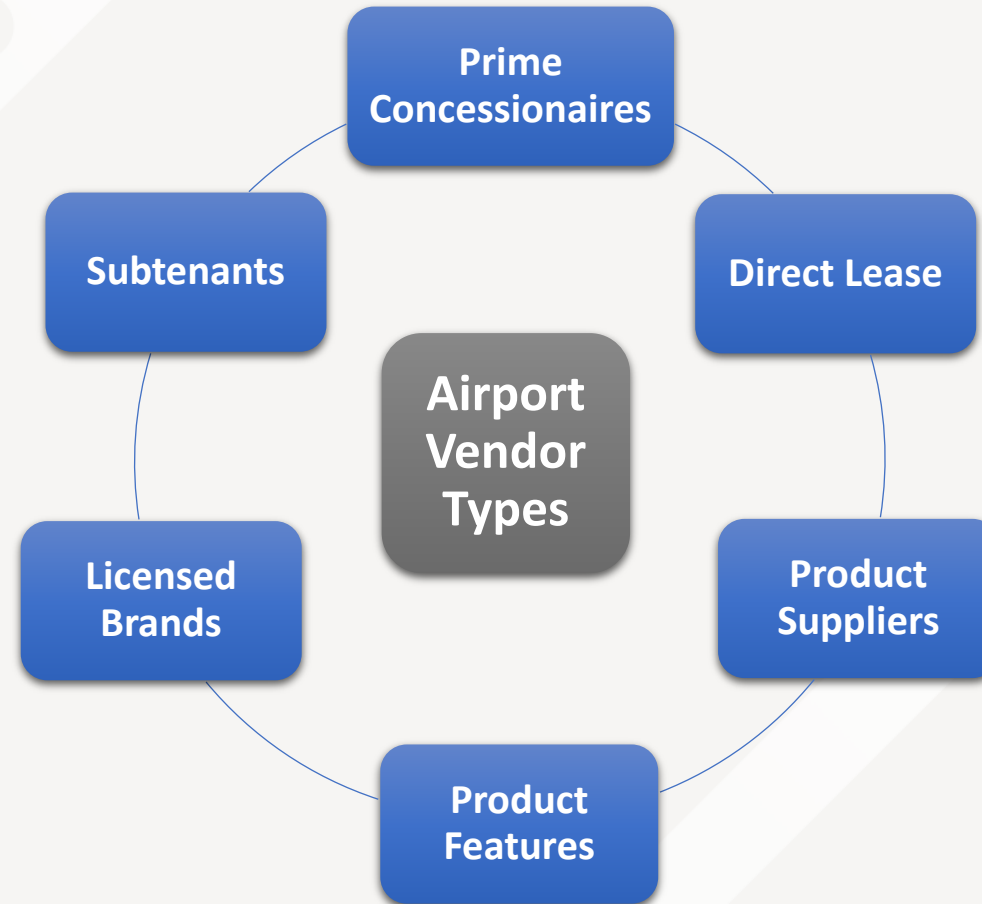 Prime
Concessionaires
Subtenants
Direct Lease
Airport
Vendor
Types
Licensed
Brands
Product
Suppliers
Product
Features